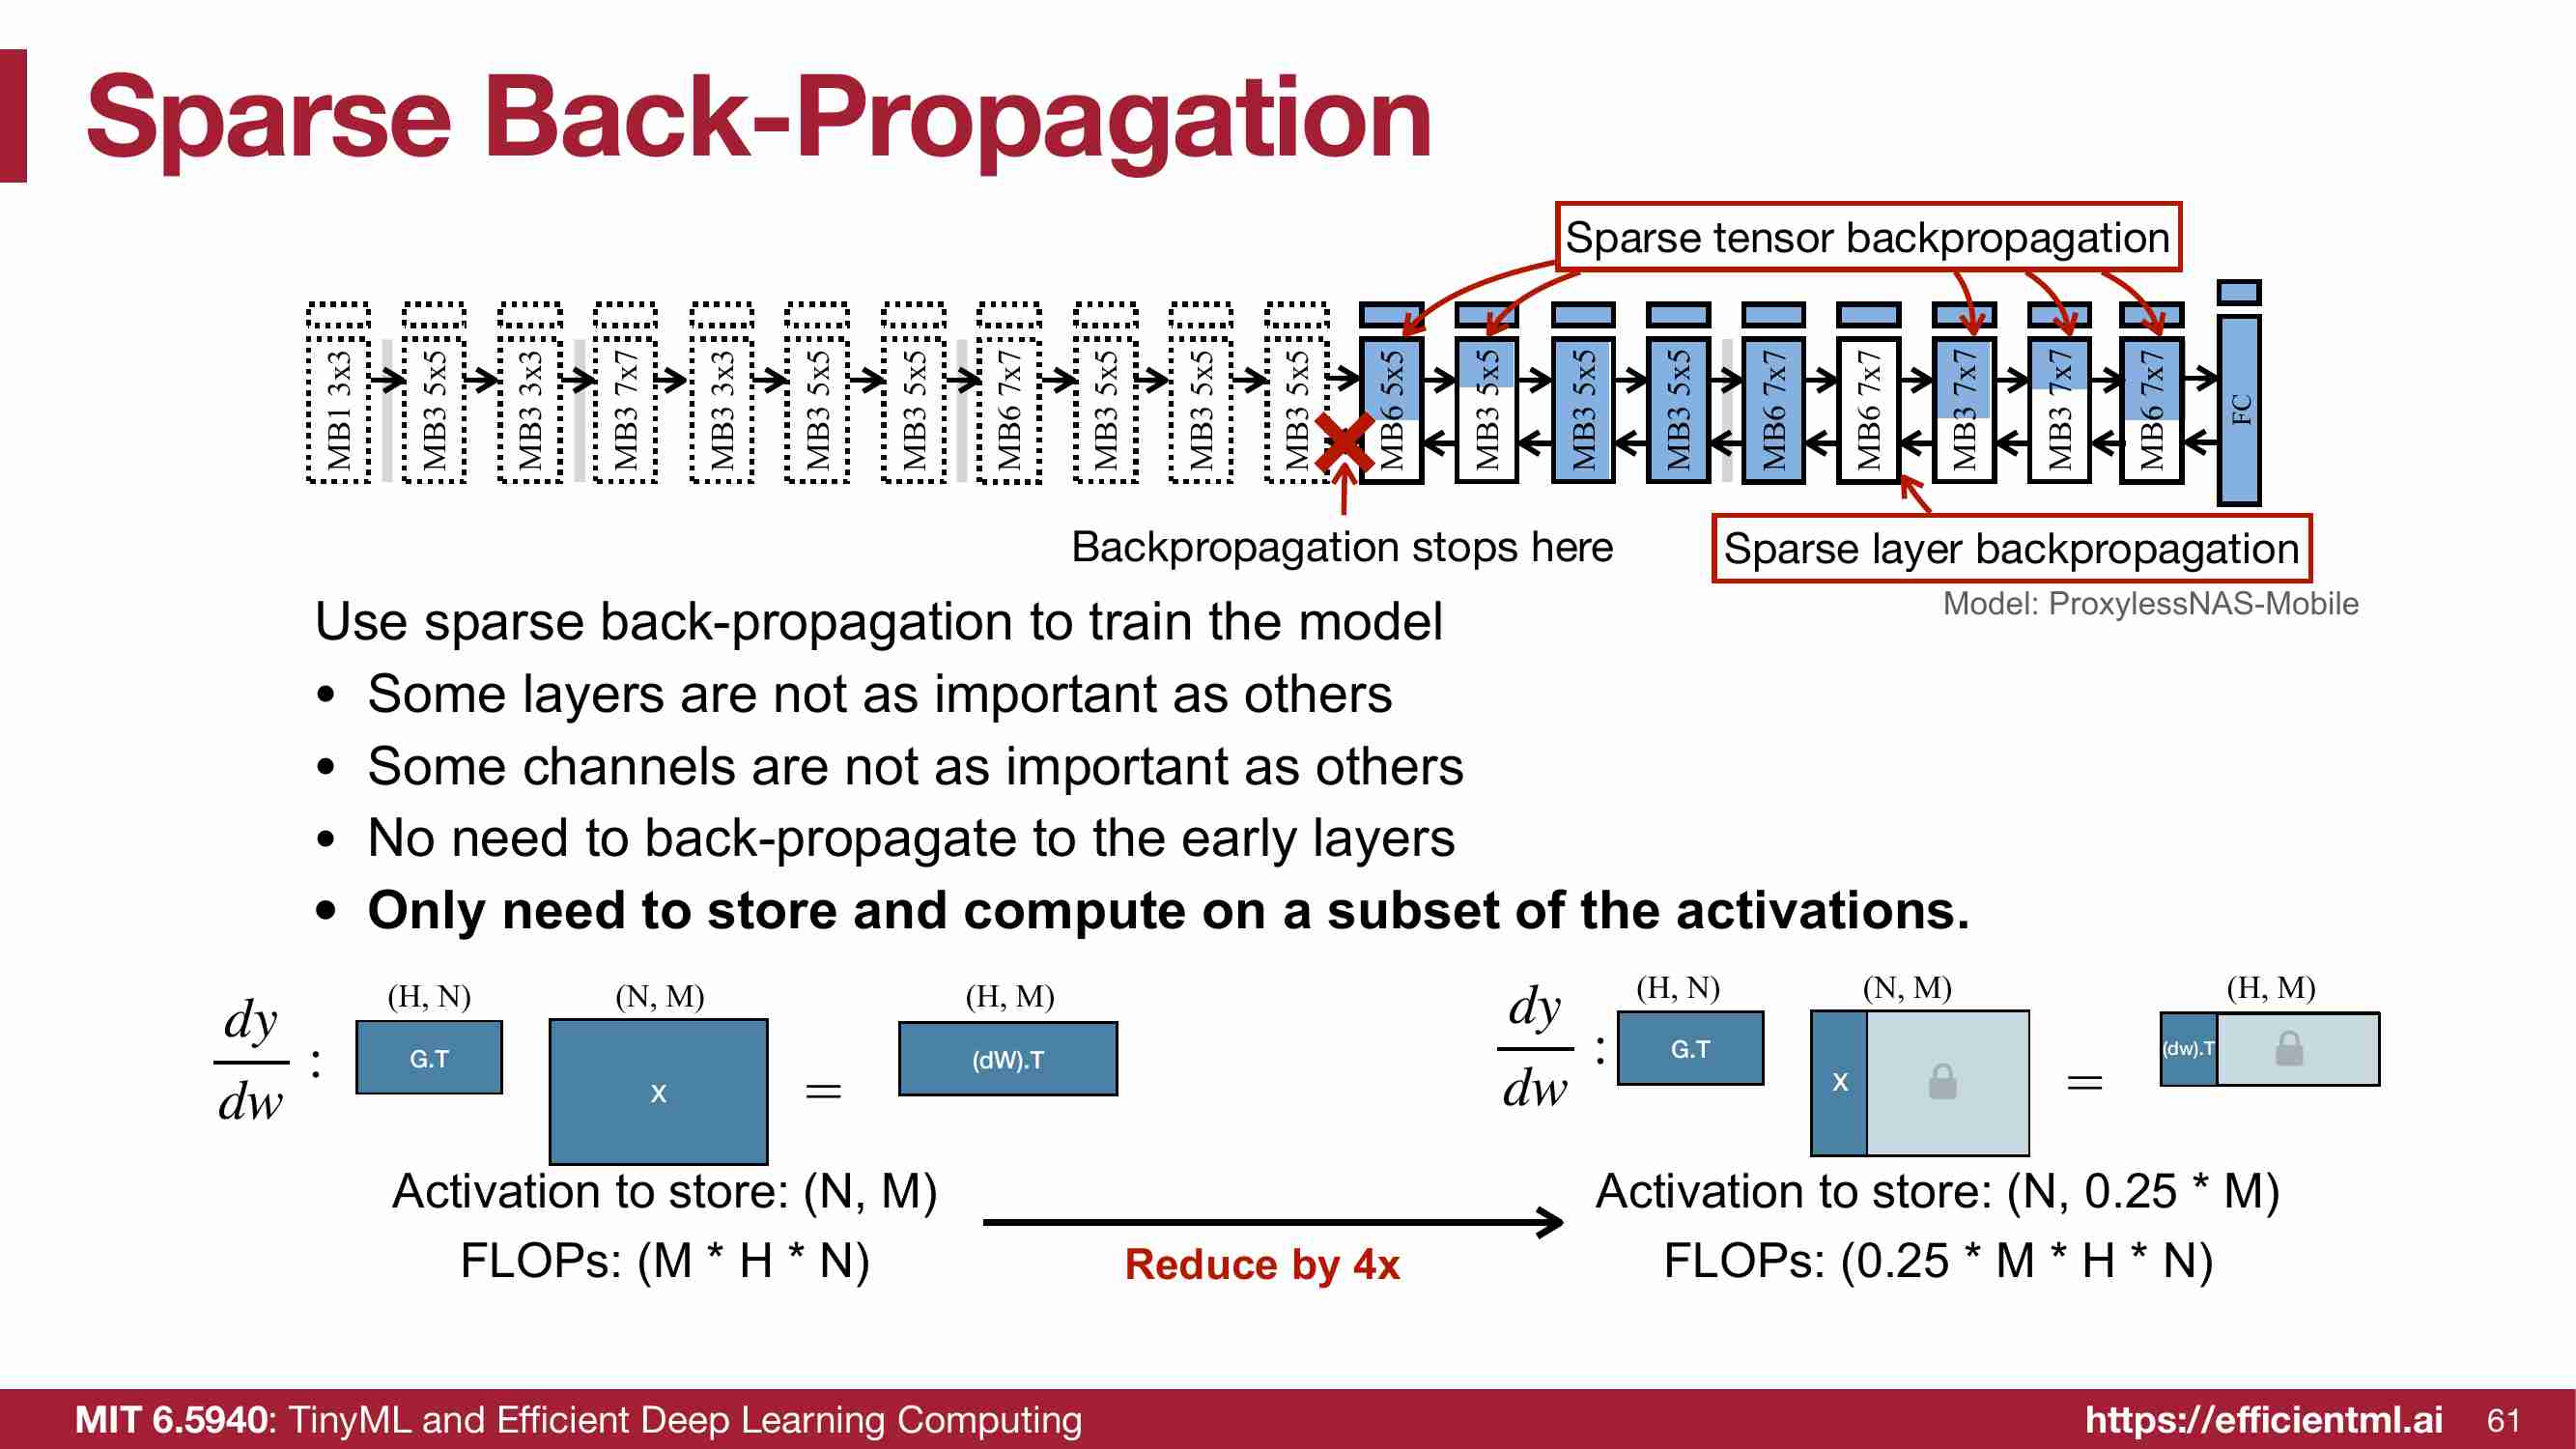 Sparse Back-Propagation
Sparse tensor backpropagation
MB1 3x3
MB3 5x5
MB3 3x3
MB3 7x7
MB3 3x3
MB3 5x5
MB3 5x5
MB6 7x7
MB3 5x5
MB3 5x5
MB3 5x5
MB6 5x5
MB3 5x5
MB3 5x5
MB3 5x5
MB6 7x7
MB6 7x7
MB3 7x7
MB3 7x7
MB6 7x7
FC
Backpropagation stops here
Sparse layer backpropagation
Model: ProxylessNAS-Mobile
Use sparse back-propagation to train the model
• Some layers are not as important as others
• Some channels are not as important as others
• No need to back-propagate to the early layers
• Only need to store and compute on a subset of the activations.
(H, N) (N, M) (H, M)
dy
dw
:
G.T
X
=
(dW).T
Activation to store: (N, M)
FLOPs: (M * H * N)
Reduce by 4x
(H, N) (N, M) (H, M)
dy
dw
:
G.T
X
=
(dw).T
Activation to store: (N, 0.25 * M)
FLOPs: (0.25 * M * H * N)
MIT 6.5940: TinyML and Efficient Deep Learning Computing
https://efficientml.ai 61